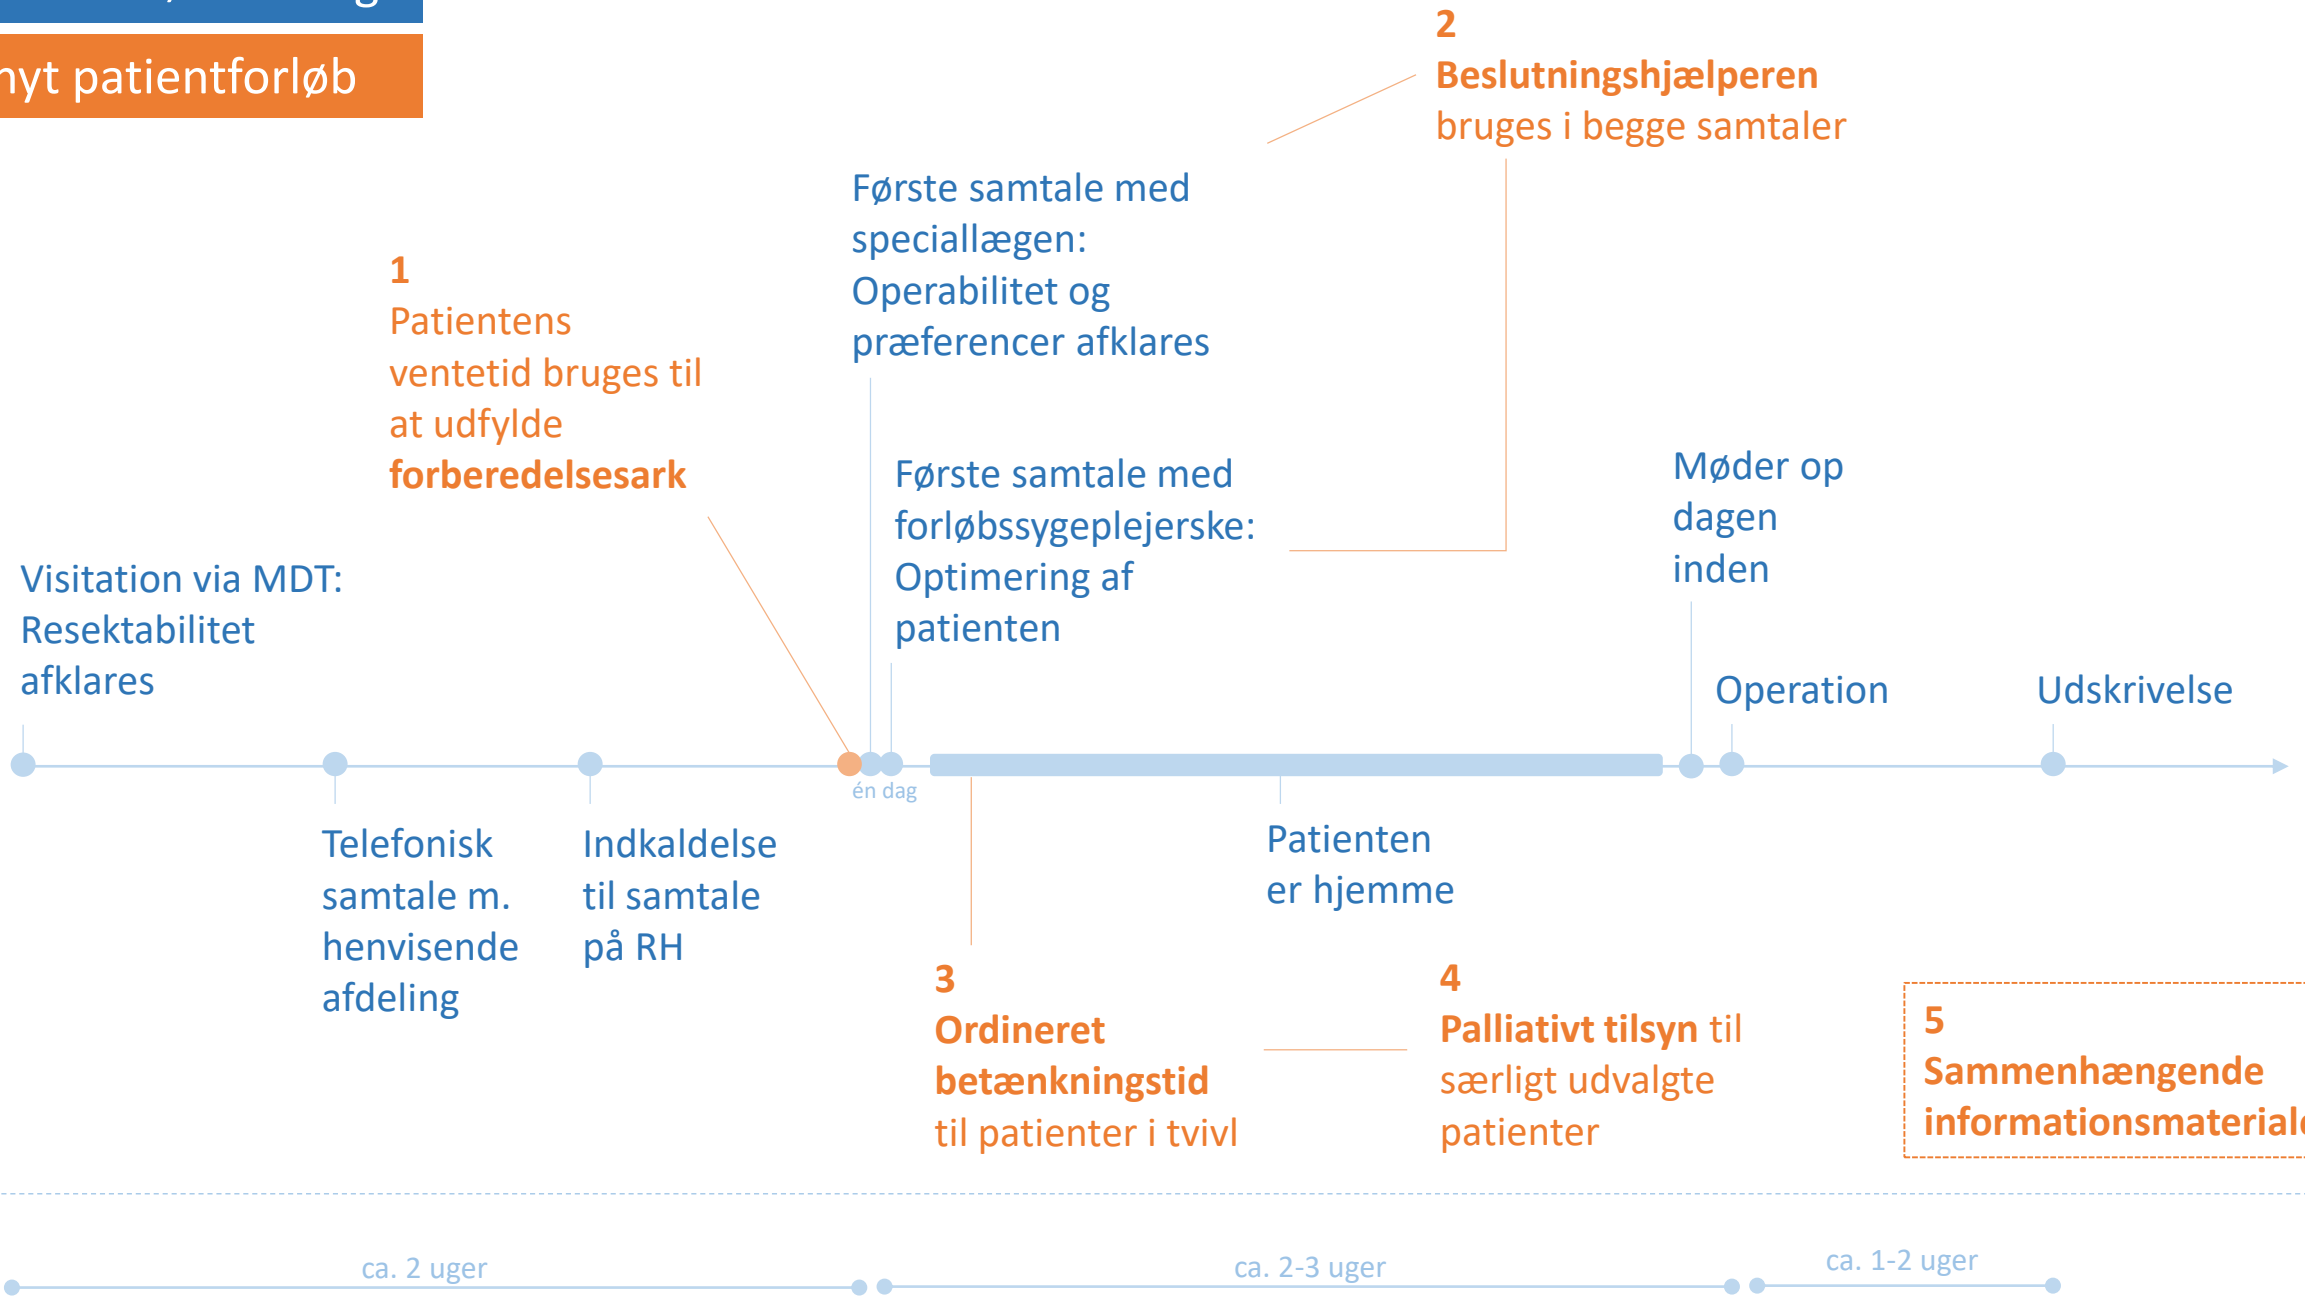 nyt patientforløb
2
Beslutningshjælperen
bruges i begge samtaler
Første samtale med
speciallægen:
Operabilitet og
præferencer afklares
1
Patientens
ventetid bruges til
at udfylde
forberedelsesark
Første samtale med
forløbssygeplejerske:
Optimering af
patienten
Møder op
dagen
inden
Visitation via MDT:
Resektabilitet
afklares
Operation
Udskrivelse
én dag
Telefonisk
samtale m.
henvisende
afdeling
Indkaldelse
til samtale
på RH
Patienten
er hjemme
3
Ordineret
betænkningstid
til patienter i tvivl
4
Palliativt tilsyn til
særligt udvalgte
patienter
5
Sammenhængende
informationsmateriale
ca. 2 uger
ca. 2-3 uger
ca. 1-2 uger